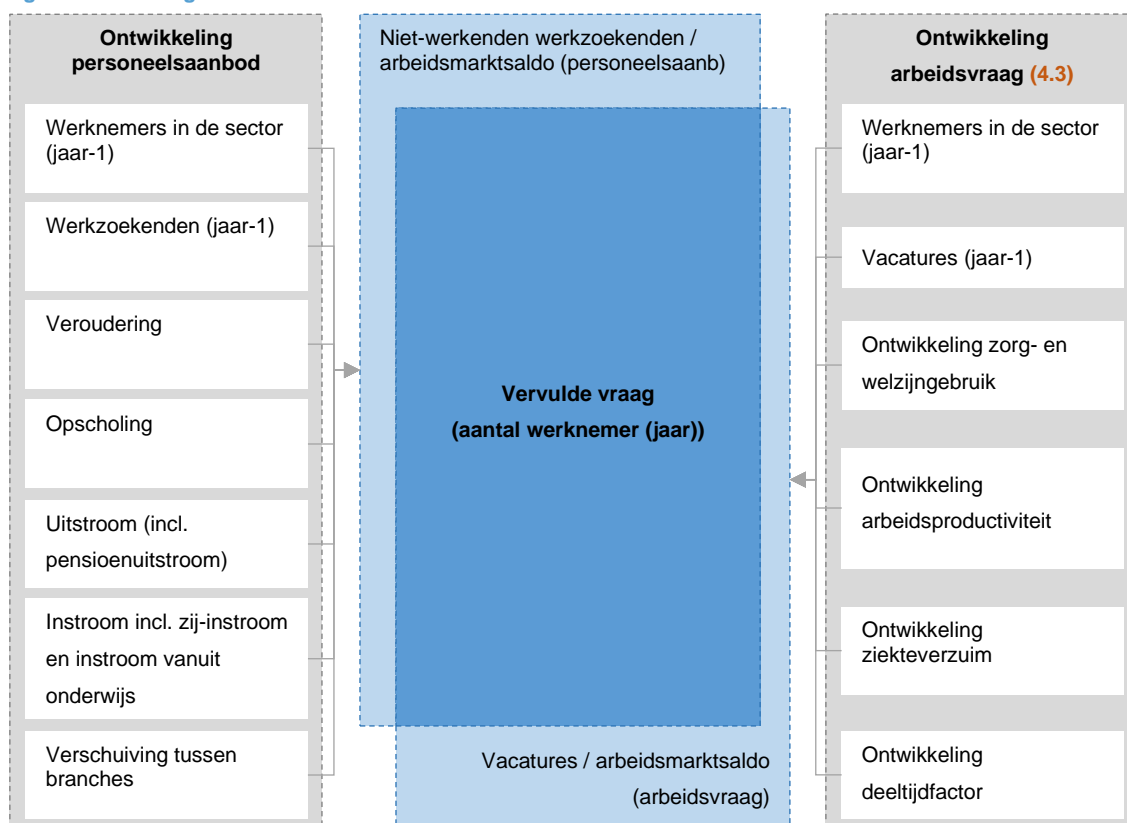 Ontwikkeling
personeelsaanbod
Werknemers in de sector
(jaar-1)
Werkzoekenden (jaar-1)
Veroudering
Opscholing
Uitstroom (incl.
pensioenuitstroom)
Instroom incl. zij-instroom
en instroom vanuit
onderwijs
Verschuiving tussen
branches
Niet-werkenden werkzoekenden /
arbeidsmarktsaldo (personeelsaanb)
Vervulde vraag
(aantal werknemer (jaar))
Vacatures / arbeidsmarktsaldo
(arbeidsvraag)
Ontwikkeling
arbeidsvraag (4.3)
Werknemers in de sector
(jaar-1)
Vacatures (jaar-1)
Ontwikkeling zorg- en
welzijngebruik
Ontwikkeling
arbeidsproductiviteit
Ontwikkeling
ziekteverzuim
Ontwikkeling
deeltijdfactor